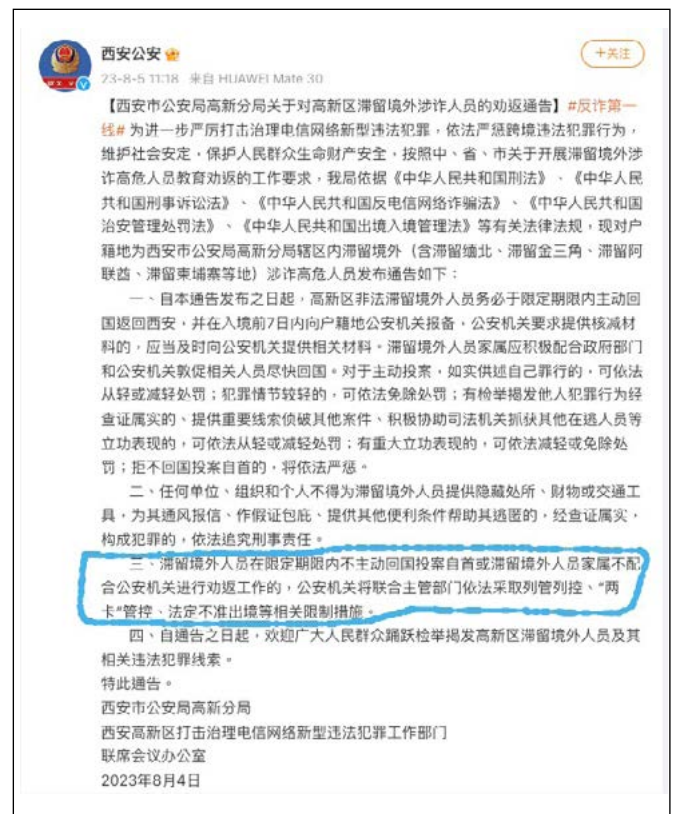 西安公安
+关注
23-8-5 11:18 来自 HUAWEI Mate 30
【西安市公安局高新分局关于对高新区滞留境外涉诈人员的劝返通告】#反诈第一
线# 为进一步严厉打击治理电信网络新型违法犯罪，依法严惩跨境违法犯罪行为，
维护社会安定，保护人民群众生命财产安全，按照中、省、市关于开展滞留境外涉
诈高危人员教育劝返的工作要求，我局依据《中华人民共和国刑法》、《中华人民
共和国刑事诉讼法》、《中华人民共和国反电信网络诈骗法》、《中华人民共和国
治安管理处罚法》、《中华人民共和国出境入境管理法》等有关法律法规，现对户
籍地为西安市公安局高新分局辖区内滞留境外（含滞留缅北、滞留金三角、滞留阿
联酋、滞留柬埔寨等地）涉诈高危人员发布通告如下：
一、自本通告发布之日起，高新区非法滞留境外人员务必于限定期限内主动回
国返回西安，并在入境前7日内向户籍地公安机关报备，公安机关要求提供核减材
料的，应当及时向公安机关提供相关材料。滞留境外人员家属应积极配合政府部门
和公安机关敦促相关人员尽快回国。对于主动投案，如实供述自己罪行的，可依法
从轻或减轻处罚；犯罪情节较轻的，可依法免除处罚；有检举揭发他人犯罪行为经
查证属实的、提供重要线索侦破其他案件、积极协助司法机关抓获其他在逃人员等
立功表现的，可依法从轻或减轻处罚；有重大立功表现的，可依法减轻或免除处
罚；拒不回国投案自首的，将依法严惩。
二、任何单位、组织和个人不得为滞留境外人员提供隐藏处所、财物或交通工
具，为其通风报信、作假证包庇、提供其他便利条件帮助其逃匿的，经查证属实，
构成犯罪的，依法追究刑事责任。
三、滞留境外人员在限定期限内不主动回国投案自首或滞留境外人员家属不配
合公安机关进行劝返工作的，公安机关将联合主管部门依法采取列管列控、“两
卡”管控、法定不准出境等相关限制措施。
四、自通告之日起，欢迎广大人民群众踊跃检举揭发高新区滞留境外人员及其
相关违法犯罪线索。
特此通告。
西安市公安局高新分局
西安高新区打击治理电信网络新型违法犯罪工作部门
联席会议办公室
2023年8月4日